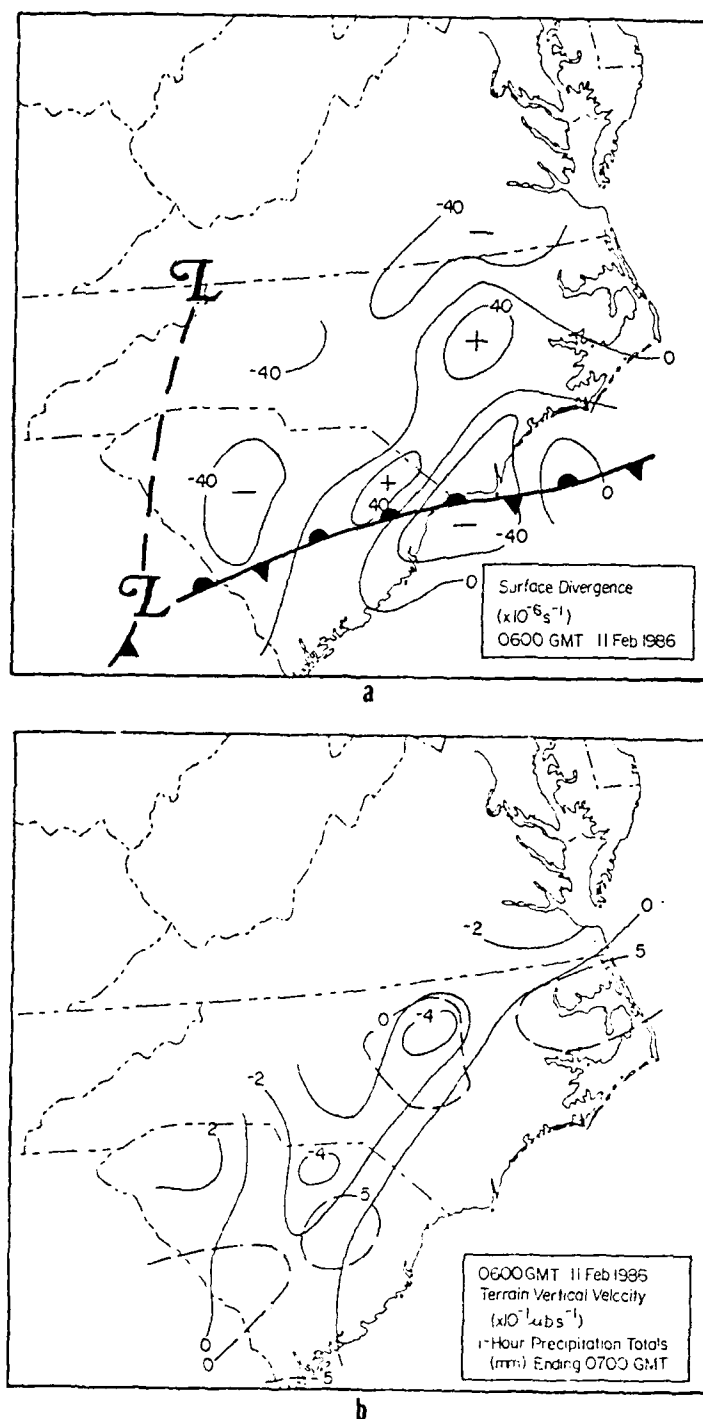 -40
-
L
40
+
-40
0
-40
-
+
40
0
-
-40
0
L
Surface Divergence
(x10⁻⁶s⁻¹)
0600 GMT 11 Feb 1986
a
0
-2
5
0
-4
-2
2
-4
5
0
0
5
0600GMT 11 Feb 1986
Terrain Vertical Velocity
(x10⁻¹μb s⁻¹)
1-Hour Precipitation Totals
(mm) Ending 0700 GMT
b